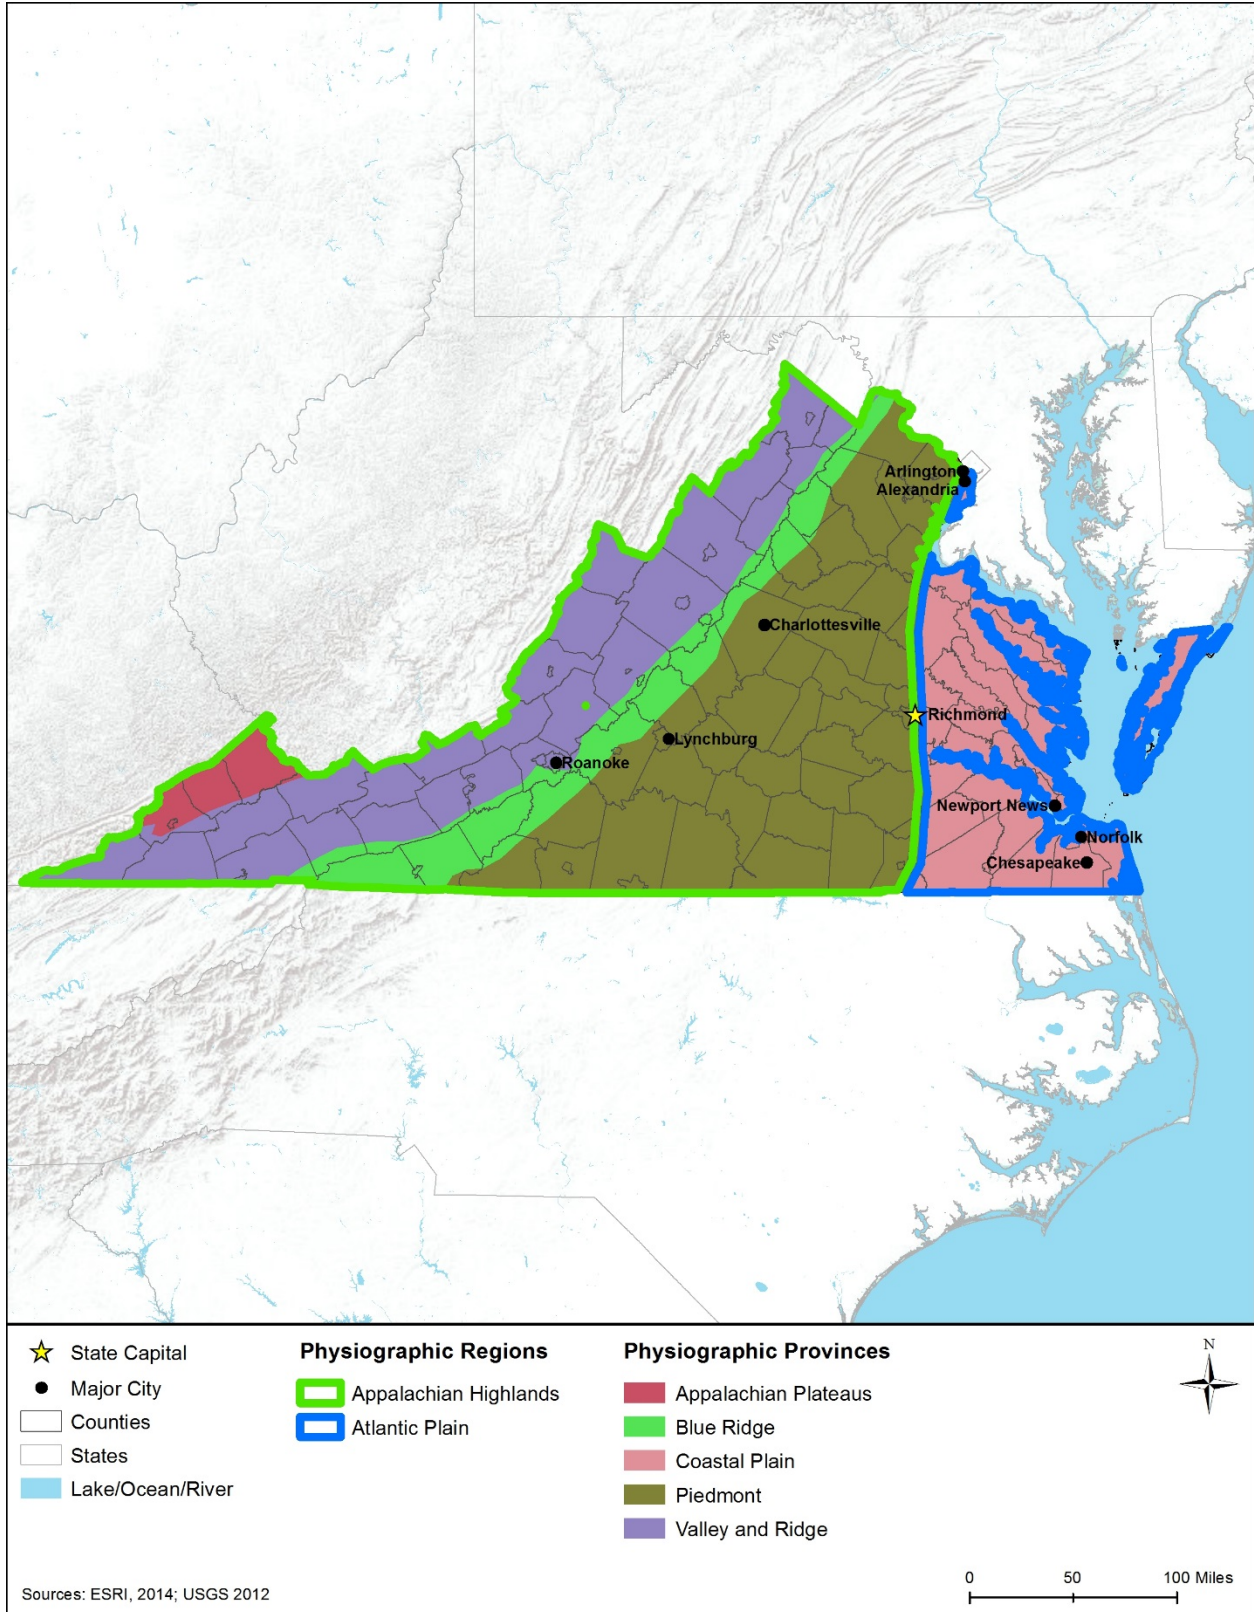 Arlington
Alexandria
Charlottesville
Richmond
Lynchburg
Roanoke
Newport News
Norfolk
Chesapeake
State Capital
Major City
Counties
States
Lake/Ocean/River
Physiographic Regions
Appalachian Highlands
Atlantic Plain
Physiographic Provinces
Appalachian Plateaus
Blue Ridge
Coastal Plain
Piedmont
Valley and Ridge
N
Sources: ESRI, 2014; USGS 2012
0 50 100 Miles